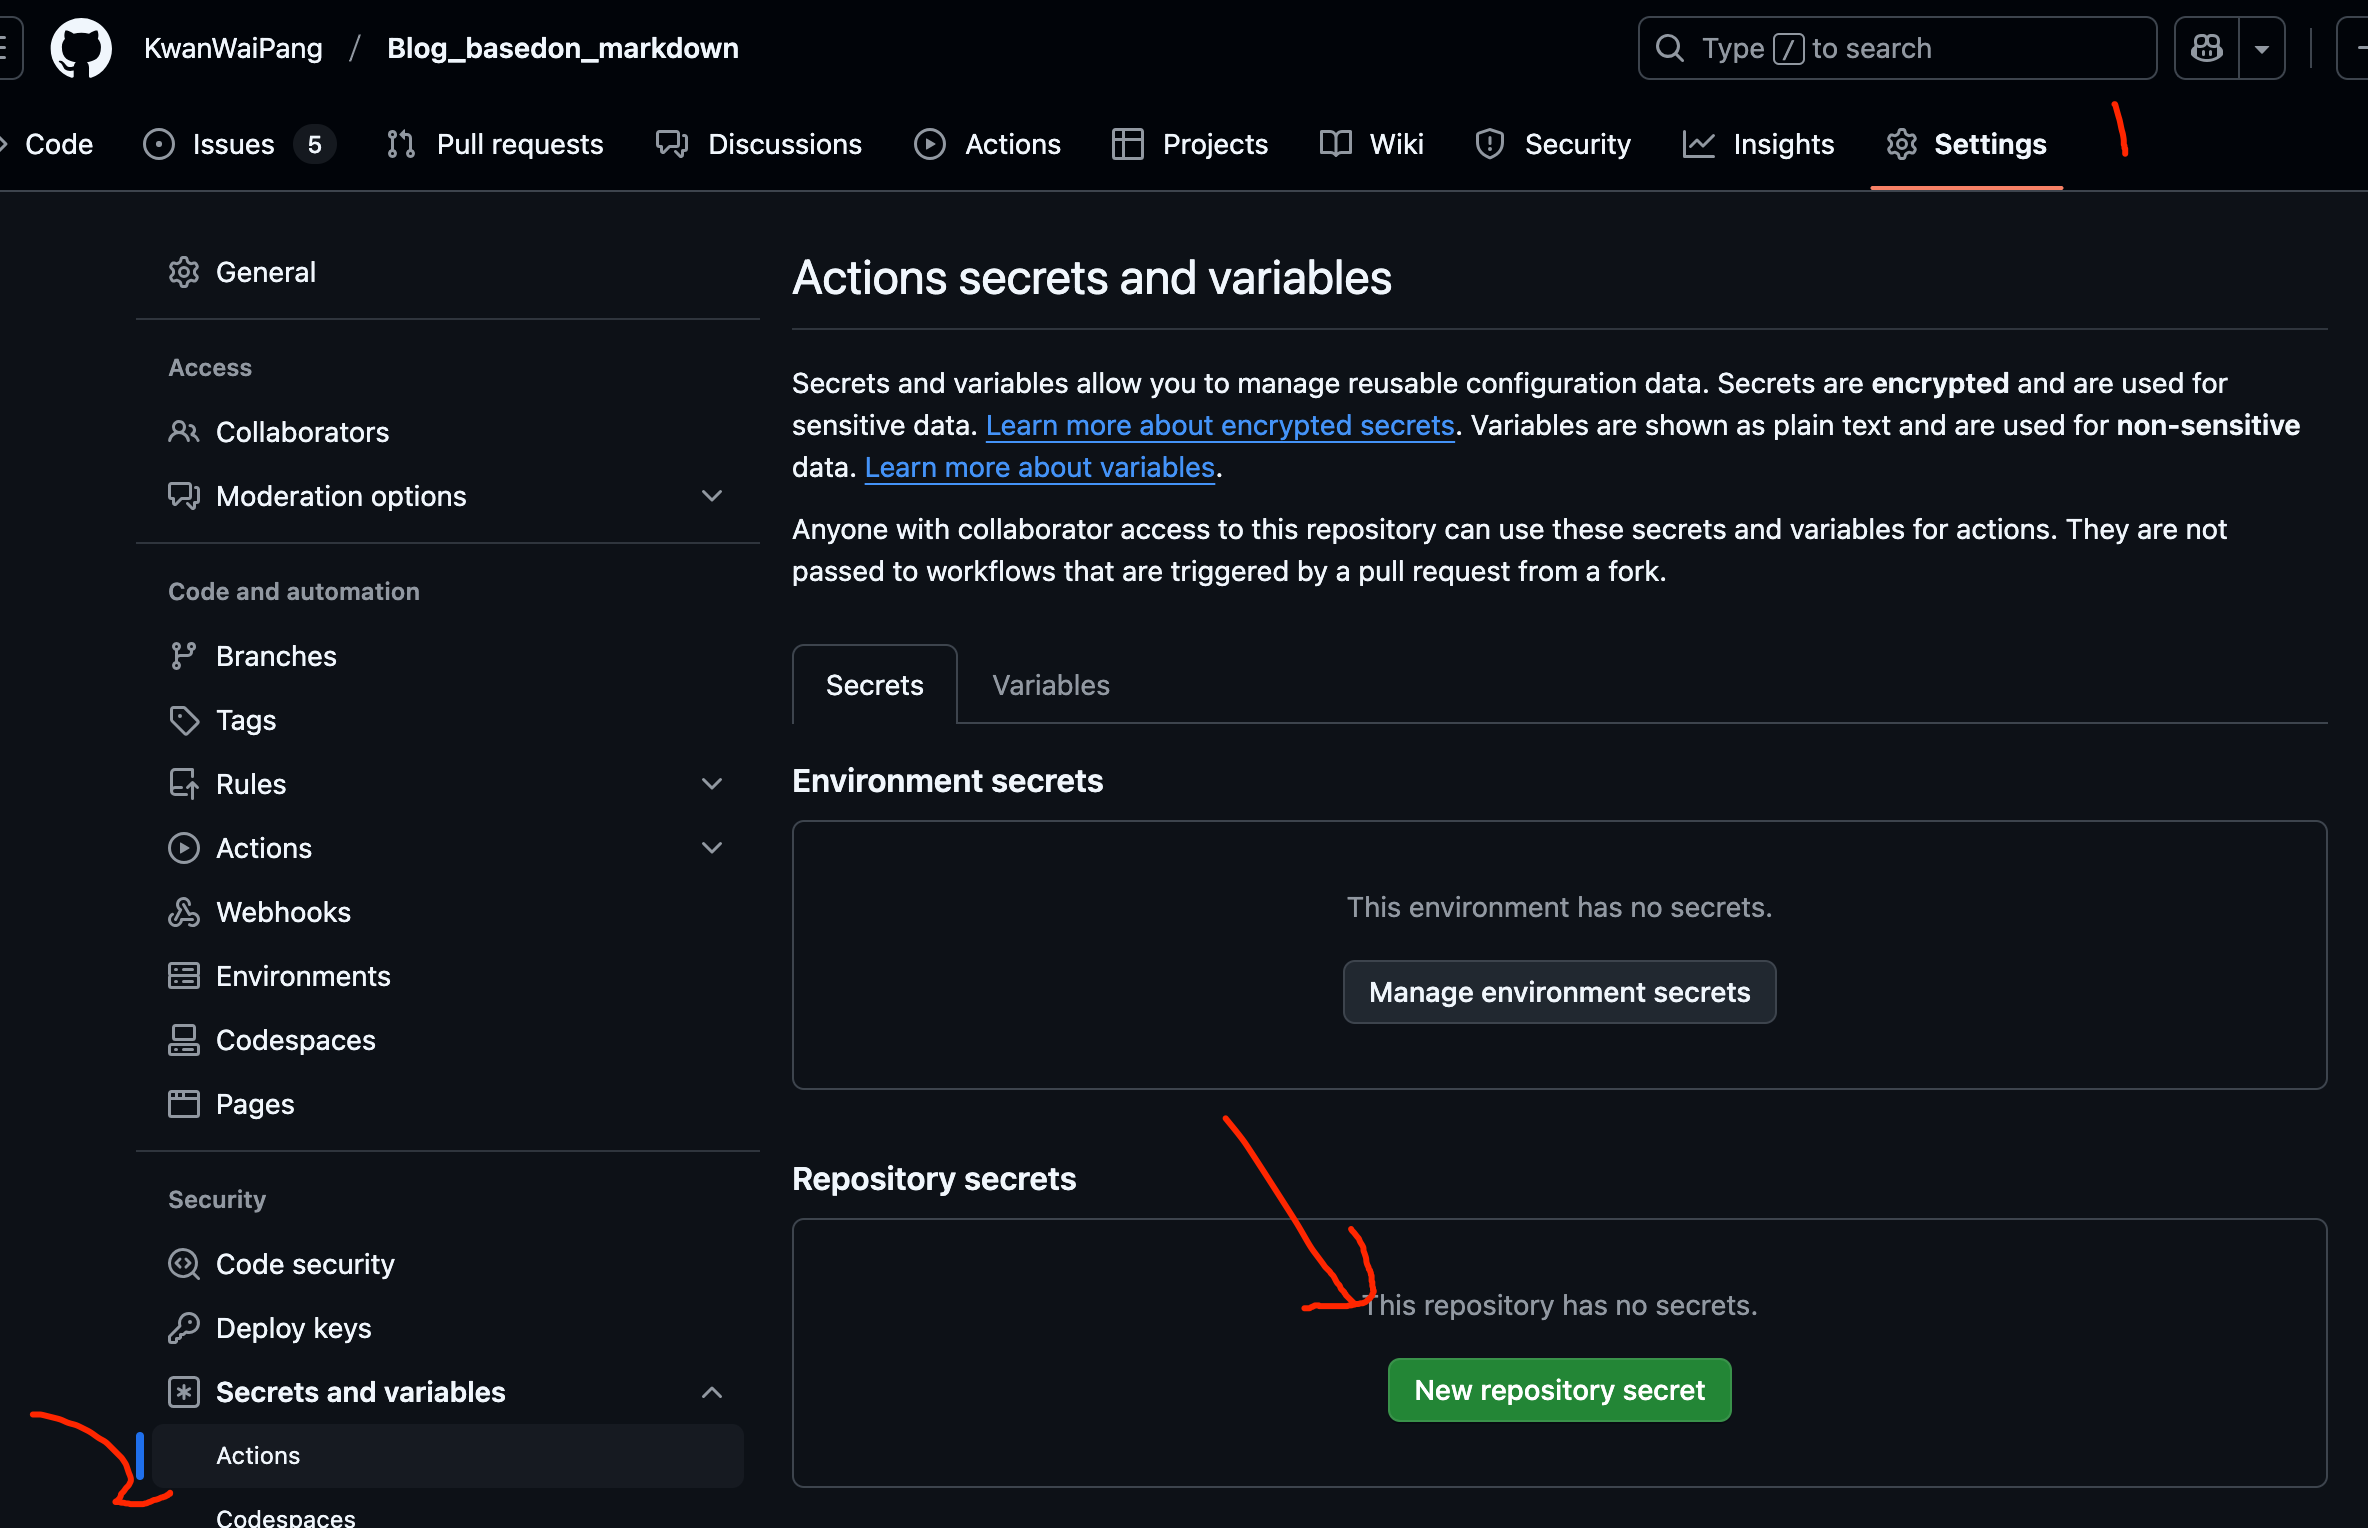 KwanWaiPang / Blog_basedon_markdown
Type / to search
Code
Issues 5
Pull requests
Discussions
Actions
Projects
Wiki
Security
Insights
Settings
General
Access
Collaborators
Moderation options
Code and automation
Branches
Tags
Rules
Actions
Webhooks
Environments
Codespaces
Pages
Security
Code security
Deploy keys
Secrets and variables
Actions
Codespaces
Actions secrets and variables
Secrets and variables allow you to manage reusable configuration data. Secrets are encrypted and are used for
sensitive data. Learn more about encrypted secrets. Variables are shown as plain text and are used for non-sensitive
data. Learn more about variables.
Anyone with collaborator access to this repository can use these secrets and variables for actions. They are not
passed to workflows that are triggered by a pull request from a fork.
Secrets
Variables
Environment secrets
This environment has no secrets.
Manage environment secrets
Repository secrets
This repository has no secrets.
New repository secret